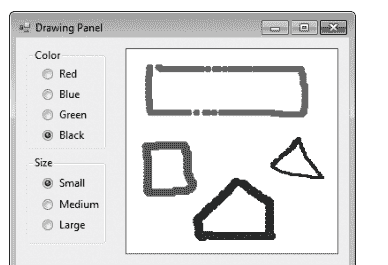 Drawing Panel
Color
Red
Blue
Green
Black
Size
Small
Medium
Large